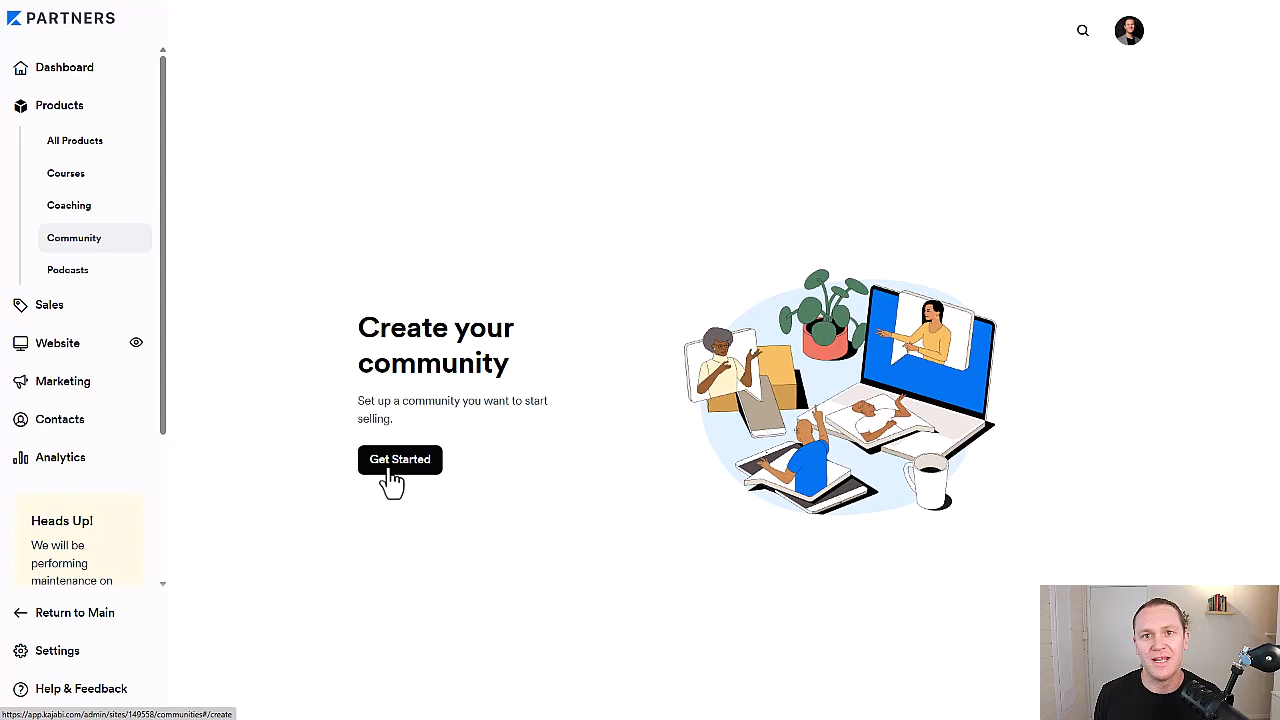 PARTNERS
Dashboard
Products
All Products
Courses
Coaching
Community
Podcasts
Sales
Website
Marketing
Contacts
Analytics
Heads Up!
We will be
performing
maintenance on
Return to Main
Settings
Help & Feedback
https://app.kajabi.com/admin/sites/149558/communities#/create
Create your
community
Set up a community you want to start
selling.
Get Started